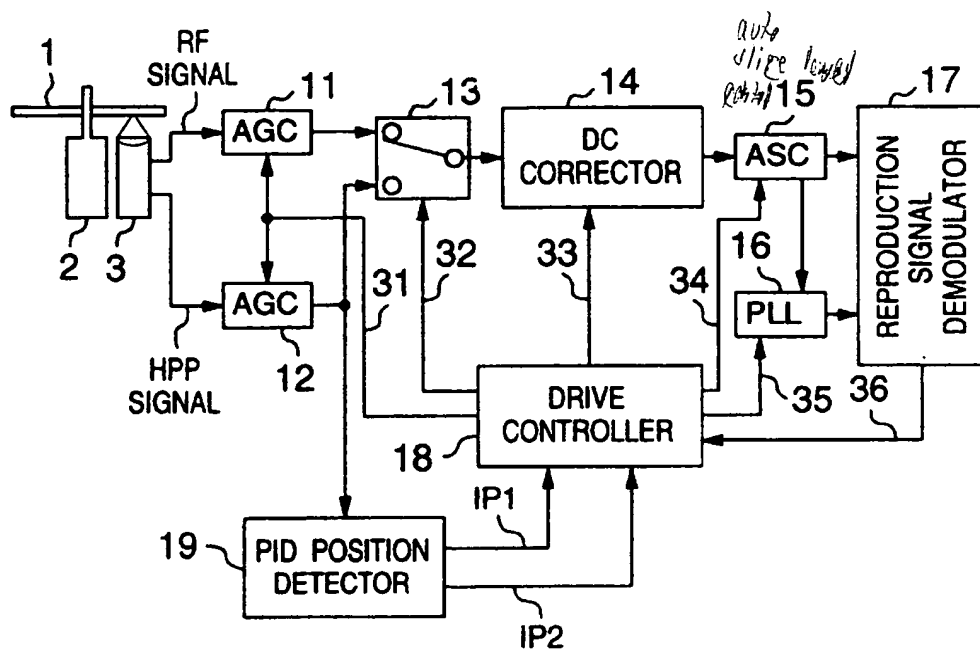 1
RF
SIGNAL
11
AGC
13
14
DC
CORRECTOR
auto
slice level
15
ASC
17
REPRODUCTION
SIGNAL
DEMODULATOR
2
3
AGC
12
HPP
SIGNAL
31
32
33
34
16
PLL
35
36
DRIVE
CONTROLLER
18
IP1
19
PID POSITION
DETECTOR
IP2